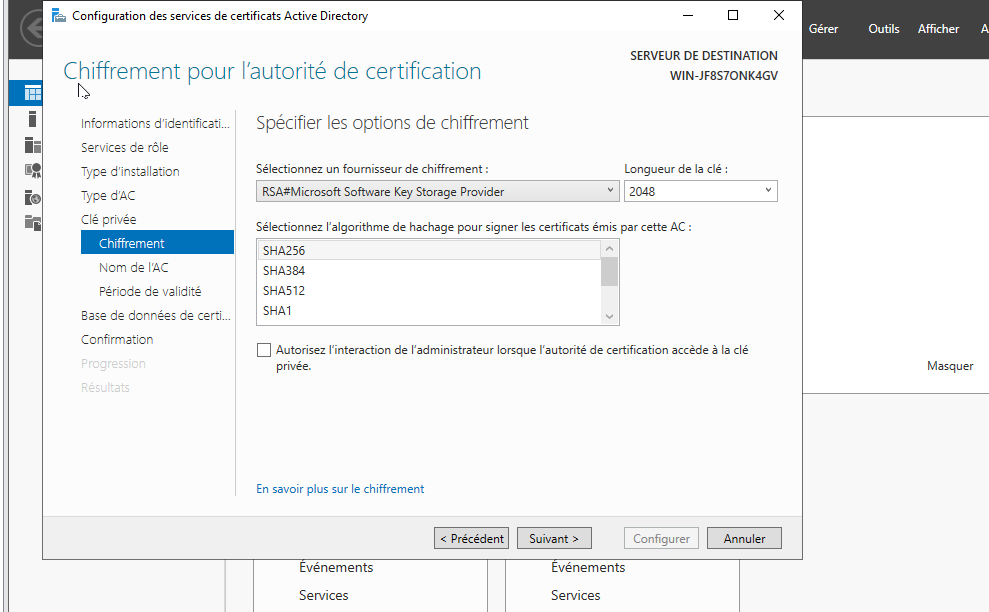 Configuration des services de certificats Active Directory
Gérer Outils Afficher A
Chiffrement pour l'autorité de certification
SERVEUR DE DESTINATION
WIN-JF8S7ONK4GV
Informations d'identificati...
Services de rôle
Type d'installation
Type d'AC
Clé privée
Chiffrement
Nom de l'AC
Période de validité
Base de données de certi...
Confirmation
Progression
Résultats
Spécifier les options de chiffrement
Sélectionnez un fournisseur de chiffrement :
Longueur de la clé :
RSA#Microsoft Software Key Storage Provider
2048
Sélectionnez l'algorithme de hachage pour signer les certificats émis par cette AC :
SHA256
SHA384
SHA512
SHA1
Autorisez l'interaction de l'administrateur lorsque l'autorité de certification accède à la clé
privée.
Masquer
En savoir plus sur le chiffrement
< Précédent
Suivant >
Configurer
Annuler
Événements
Services
Événements
Services